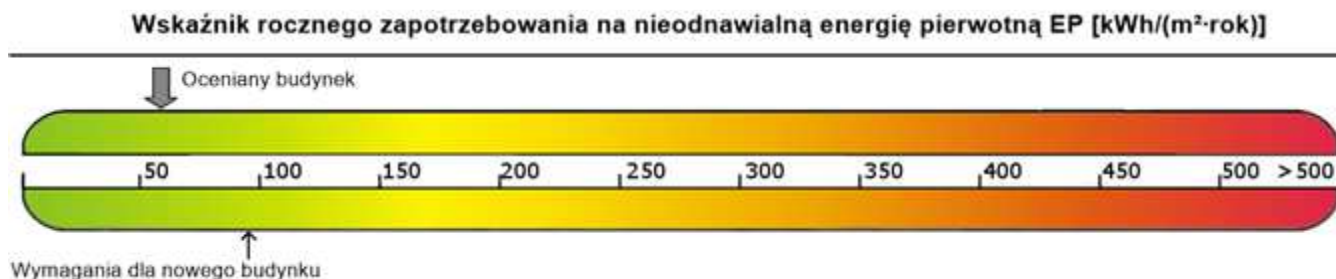 Wskaźnik rocznego zapotrzebowania na nieodnawialną energię pierwotną EP [kWh/(m²·rok)]
Oceniany budynek
50 100 150 200 250 300 350 400 450 500 >500
Wymagania dla nowego budynku